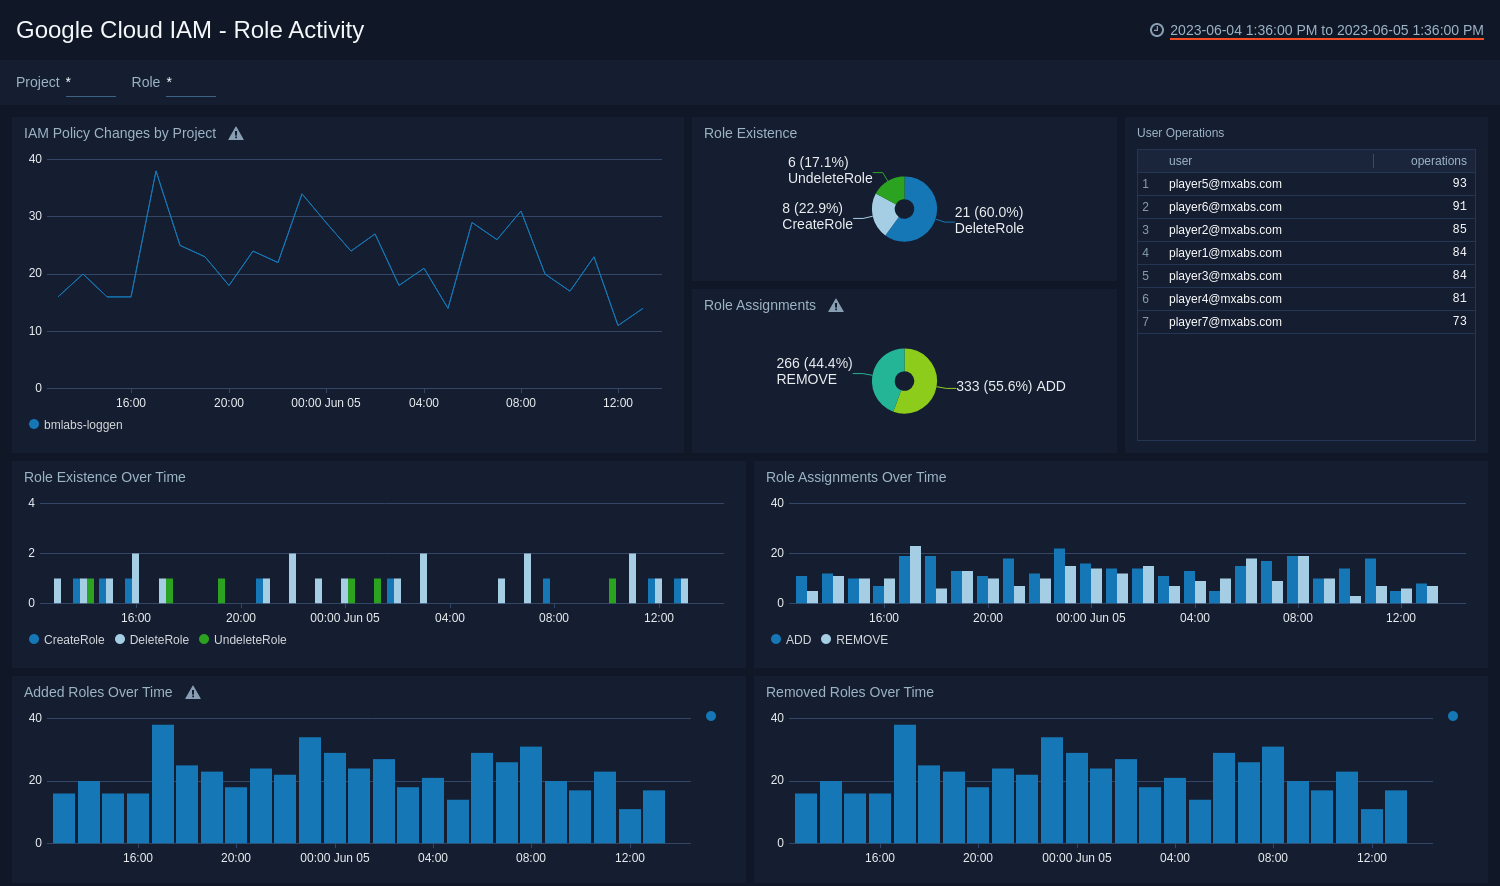 Google Cloud IAM - Role Activity
2023-06-04 1:36:00 PM to 2023-06-05 1:36:00 PM
Project *
Role *
IAM Policy Changes by Project
40
30
20
10
0
16:00 20:00 00:00 Jun 05 04:00 08:00 12:00
bmlabs-loggen
Role Existence
6 (17.1%)
UndeleteRole
8 (22.9%)
CreateRole
21 (60.0%)
DeleteRole
Role Assignments
266 (44.4%)
REMOVE
333 (55.6%) ADD
User Operations
user operations
1 player5@mxabs.com 93
2 player6@mxabs.com 91
3 player2@mxabs.com 85
4 player1@mxabs.com 84
5 player3@mxabs.com 84
6 player4@mxabs.com 81
7 player7@mxabs.com 73
Role Existence Over Time
4
2
0
16:00 20:00 00:00 Jun 05 04:00 08:00 12:00
CreateRole DeleteRole UndeleteRole
Role Assignments Over Time
40
20
0
16:00 20:00 00:00 Jun 05 04:00 08:00 12:00
ADD REMOVE
Added Roles Over Time
40
20
0
16:00 20:00 00:00 Jun 05 04:00 08:00 12:00
Removed Roles Over Time
40
20
0
16:00 20:00 00:00 Jun 05 04:00 08:00 12:00